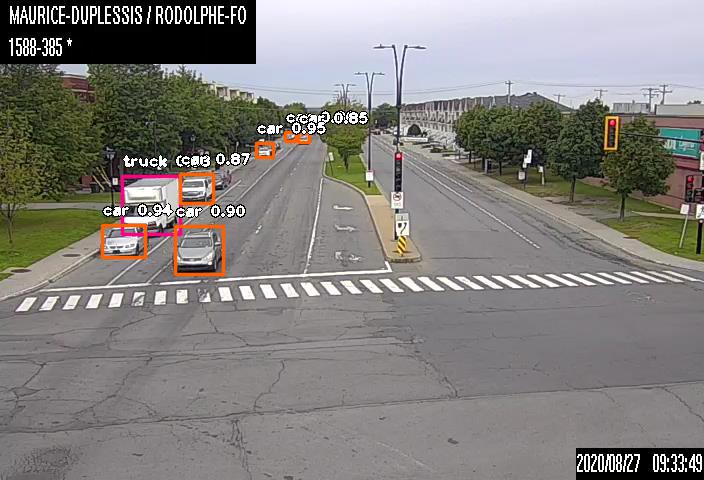 MAURICE-DUPLESSIS / RODOLPHE-FO
1588-385 *
car 0.95
0.85
truck 0.
car 0.87
car 0.94
car 0.90
2020/08/27 09:33:49